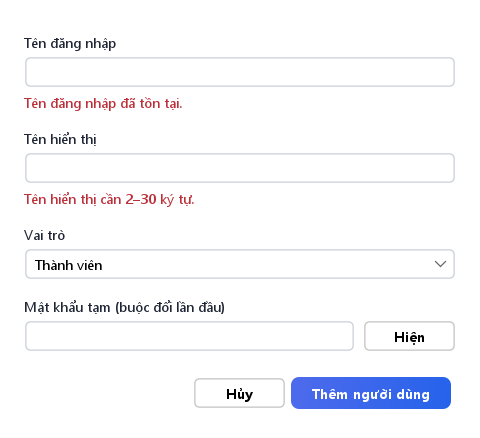 Tên đăng nhập
Tên đăng nhập đã tồn tại.
Tên hiển thị
Tên hiển thị cần 2–30 ký tự.
Vai trò
Thành viên
Mật khẩu tạm (buộc đổi lần đầu)
Hiện
Hủy
Thêm người dùng